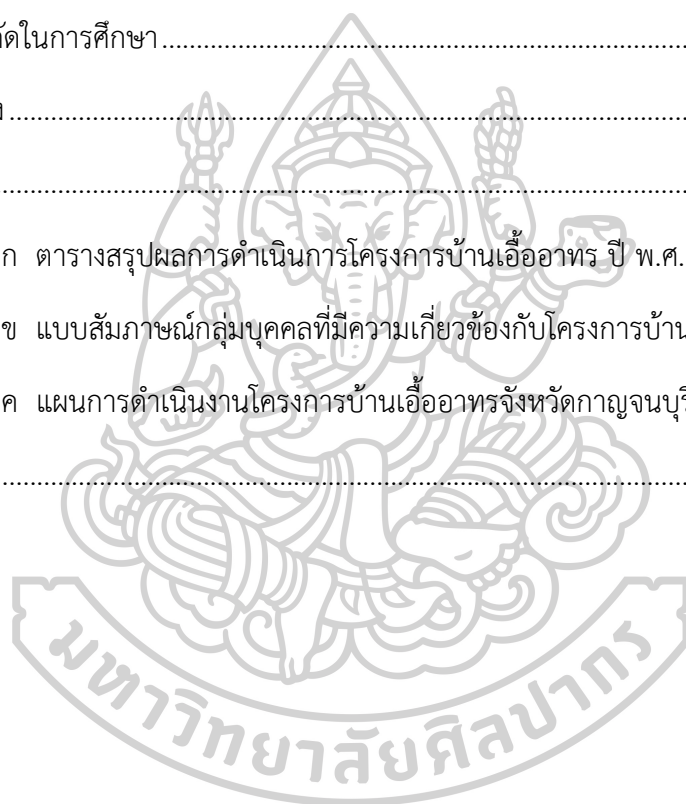 ัดในการศึกษา................................................................
ง ................................................................
................................................................
ก ตารางสรุปผลการดำเนินการโครงการบ้านเอื้ออาทร ปี พ.ศ.
ข แบบสัมภาษณ์กลุ่มบุคคลที่มีความเกี่ยวข้องกับโครงการบ้าน
ค แผนการดำเนินงานโครงการบ้านเอื้ออาทรจังหวัดกาญจนบุรี
................................................................
มหาวิทยาลัยศิลปากร